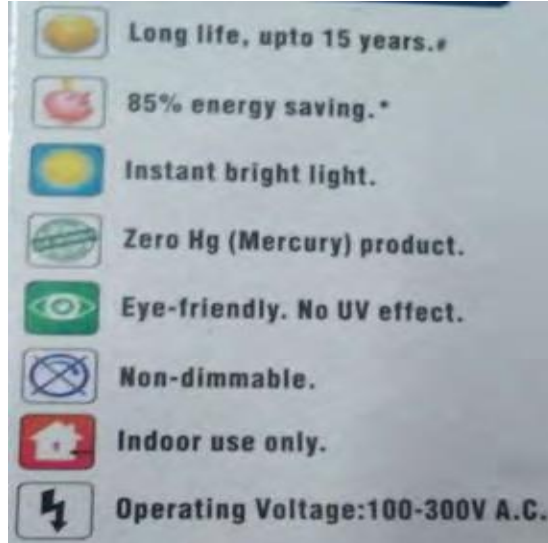 Long life, upto 15 years.#
85% energy saving.*
Instant bright light.
Zero Hg (Mercury) product.
Eye-friendly. No UV effect.
Non-dimmable.
Indoor use only.
Operating Voltage:100-300V A.C.